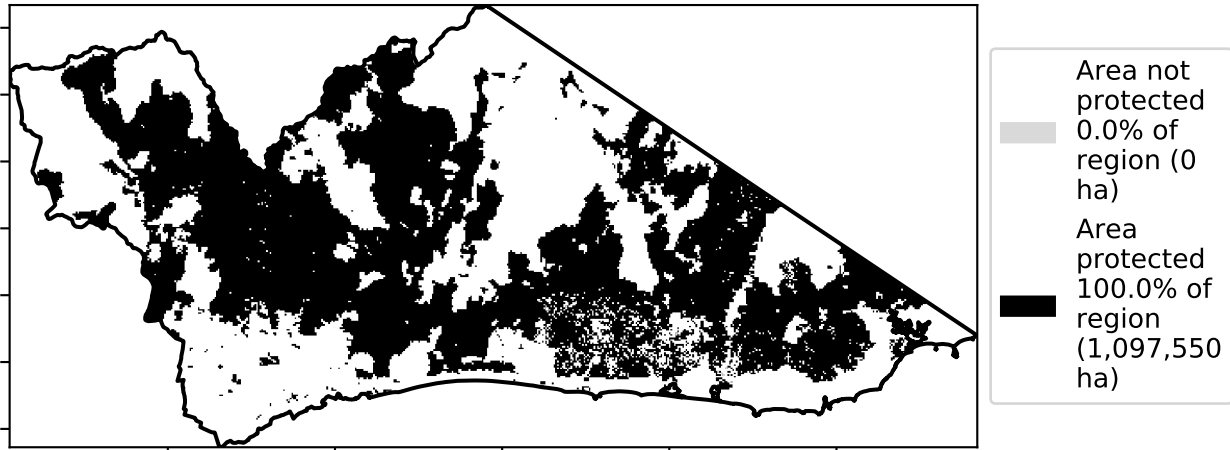 Area not
protected
0.0% of
region (0
ha)
Area
protected
100.0% of
region
(1,097,550
ha)